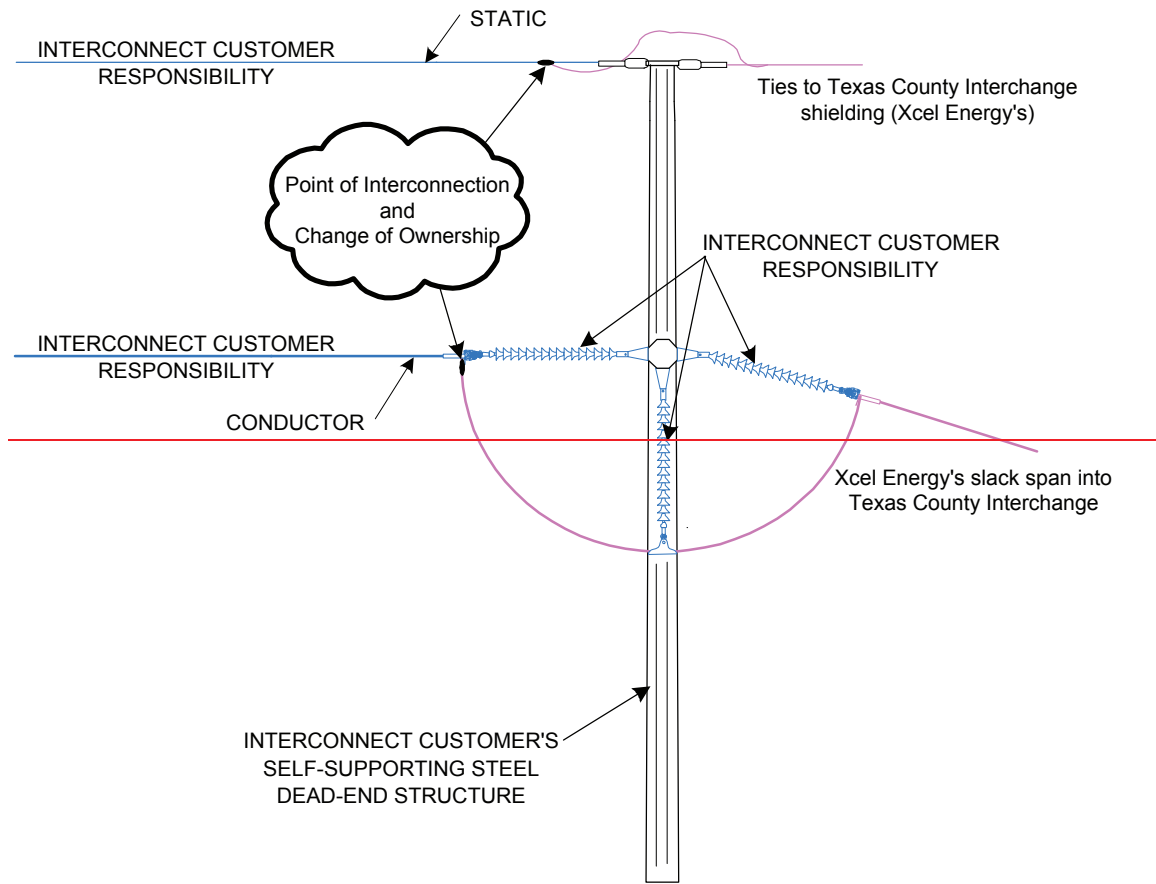 STATIC
INTERCONNECT CUSTOMER
RESPONSIBILITY
Ties to Texas County Interchange
shielding (Xcel Energy's)
Point of Interconnection
and
Change of Ownership
INTERCONNECT CUSTOMER
RESPONSIBILITY
INTERCONNECT CUSTOMER
RESPONSIBILITY
CONDUCTOR
Xcel Energy's slack span into
Texas County Interchange
INTERCONNECT CUSTOMER'S
SELF-SUPPORTING STEEL
DEAD-END STRUCTURE